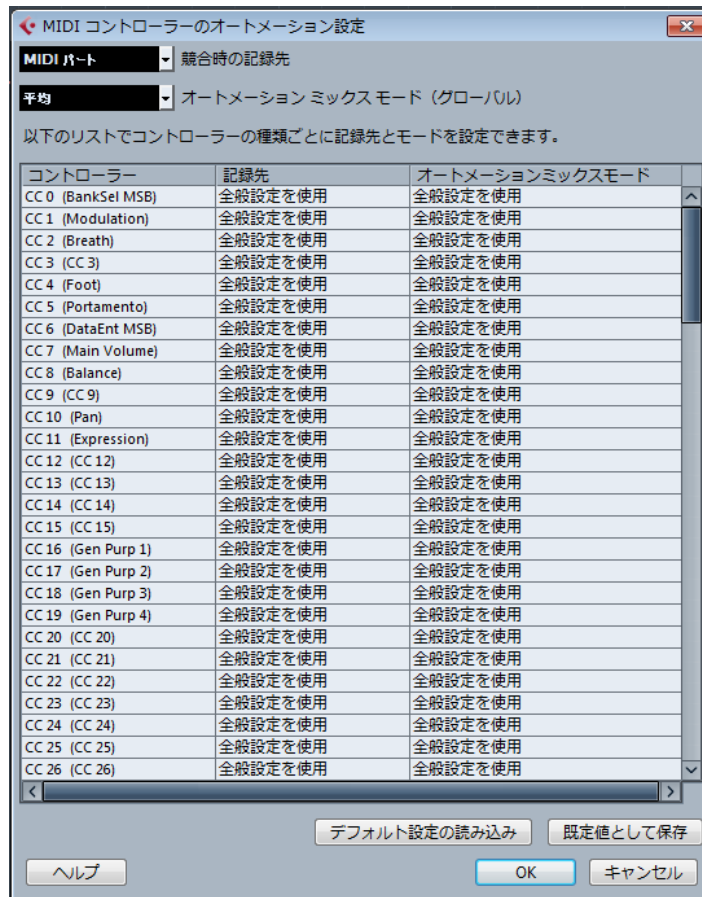 MIDI コントローラーのオートメーション設定
MIDI パート 競合時の記録先
平均 オートメーション ミックス モード（グローバル）
以下のリストでコントローラーの種類ごとに記録先とモードを設定できます。
コントローラー 記録先 オートメーションミックスモード
CC 0 (BankSel MSB) 全般設定を使用 全般設定を使用
CC 1 (Modulation) 全般設定を使用 全般設定を使用
CC 2 (Breath) 全般設定を使用 全般設定を使用
CC 3 (CC 3) 全般設定を使用 全般設定を使用
CC 4 (Foot) 全般設定を使用 全般設定を使用
CC 5 (Portamento) 全般設定を使用 全般設定を使用
CC 6 (DataEnt MSB) 全般設定を使用 全般設定を使用
CC 7 (Main Volume) 全般設定を使用 全般設定を使用
CC 8 (Balance) 全般設定を使用 全般設定を使用
CC 9 (CC 9) 全般設定を使用 全般設定を使用
CC 10 (Pan) 全般設定を使用 全般設定を使用
CC 11 (Expression) 全般設定を使用 全般設定を使用
CC 12 (CC 12) 全般設定を使用 全般設定を使用
CC 13 (CC 13) 全般設定を使用 全般設定を使用
CC 14 (CC 14) 全般設定を使用 全般設定を使用
CC 15 (CC 15) 全般設定を使用 全般設定を使用
CC 16 (Gen Purp 1) 全般設定を使用 全般設定を使用
CC 17 (Gen Purp 2) 全般設定を使用 全般設定を使用
CC 18 (Gen Purp 3) 全般設定を使用 全般設定を使用
CC 19 (Gen Purp 4) 全般設定を使用 全般設定を使用
CC 20 (CC 20) 全般設定を使用 全般設定を使用
CC 21 (CC 21) 全般設定を使用 全般設定を使用
CC 22 (CC 22) 全般設定を使用 全般設定を使用
CC 23 (CC 23) 全般設定を使用 全般設定を使用
CC 24 (CC 24) 全般設定を使用 全般設定を使用
CC 25 (CC 25) 全般設定を使用 全般設定を使用
CC 26 (CC 26) 全般設定を使用 全般設定を使用
デフォルト設定の読み込み 既定値として保存
ヘルプ OK キャンセル